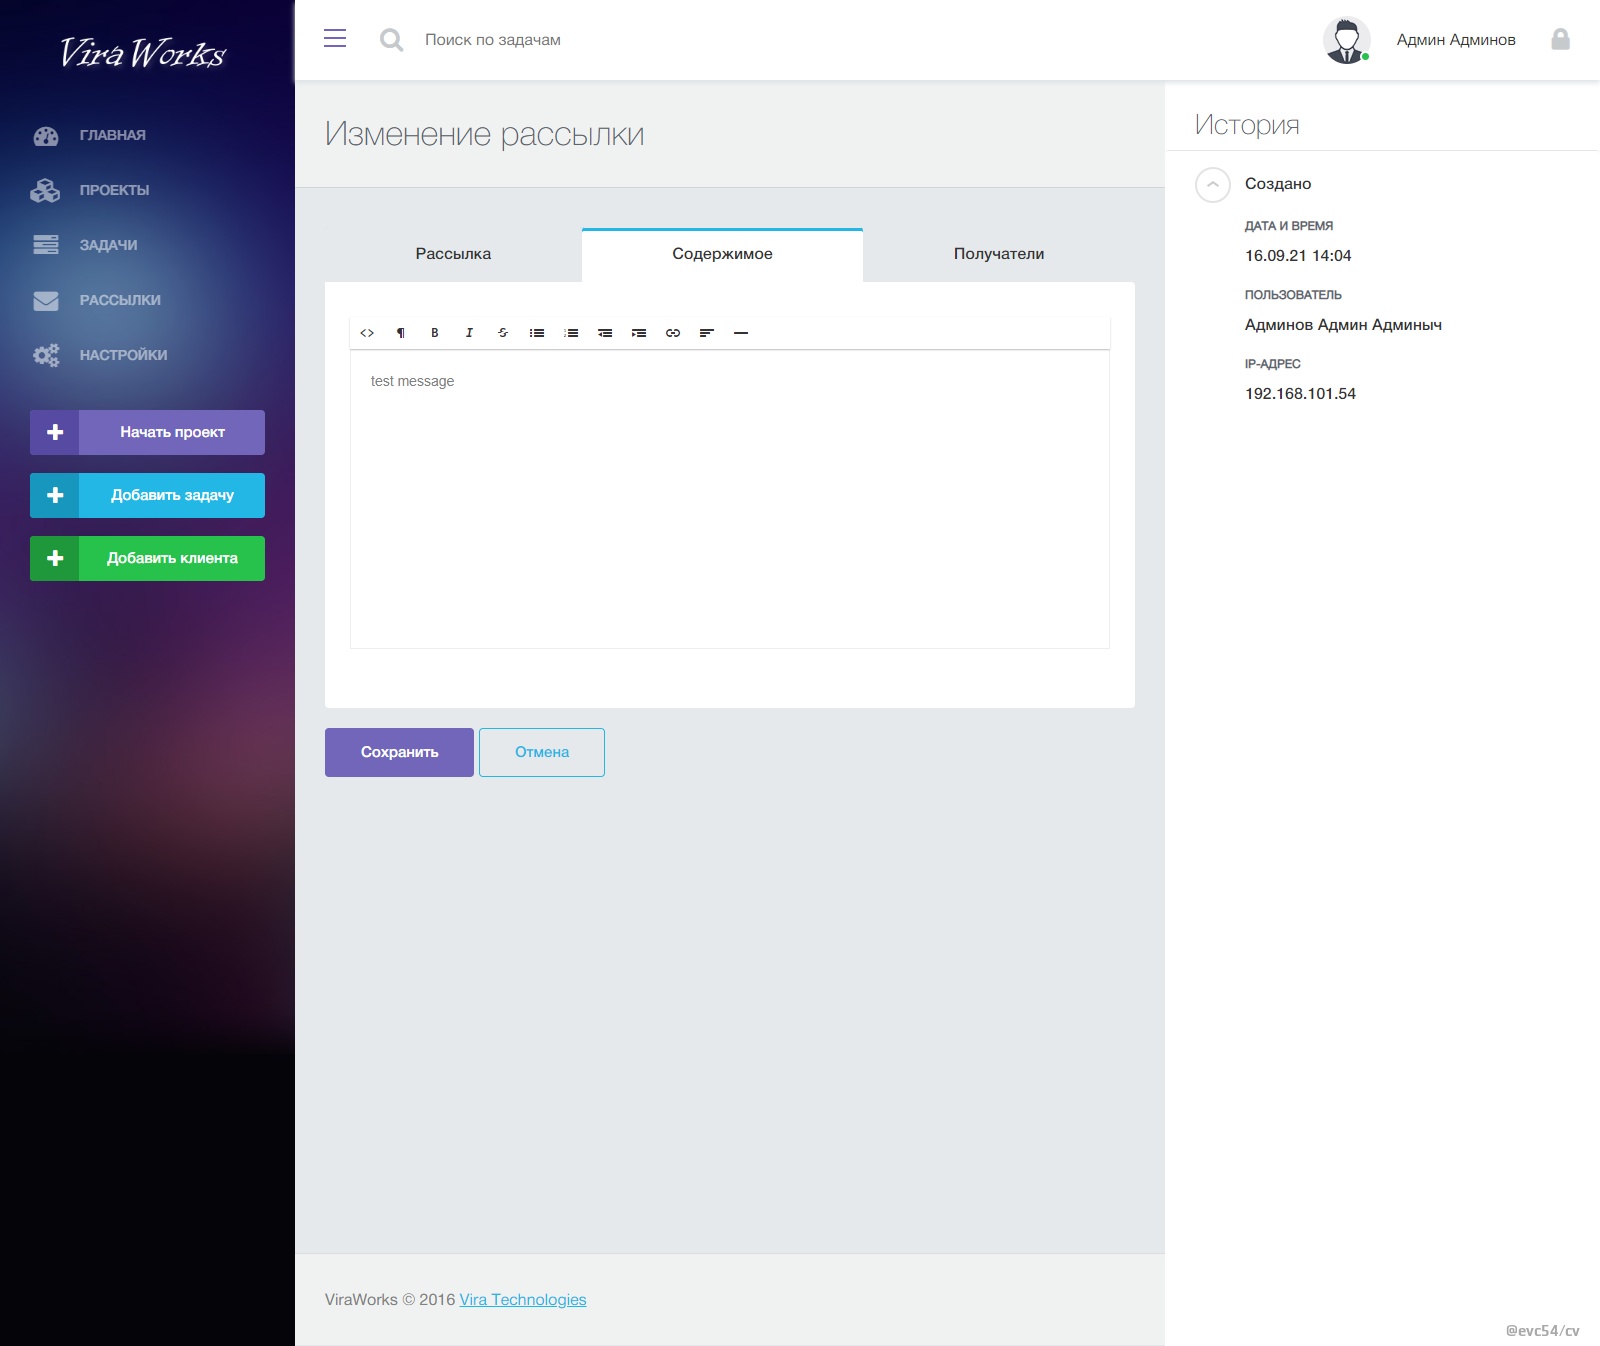 Vira Works
Поиск по задачам
Админ Админов
ГЛАВНАЯ
ПРОЕКТЫ
ЗАДАЧИ
РАССЫЛКИ
НАСТРОЙКИ
Начать проект
Добавить задачу
Добавить клиента
Изменение рассылки
Рассылка
Содержимое
Получатели
test message
Сохранить
Отмена
История
Создано
ДАТА И ВРЕМЯ
16.09.21 14:04
ПОЛЬЗОВАТЕЛЬ
Админов Админ Админыч
IP-АДРЕС
192.168.101.54
ViraWorks © 2016 Vira Technologies
@evc54/cv